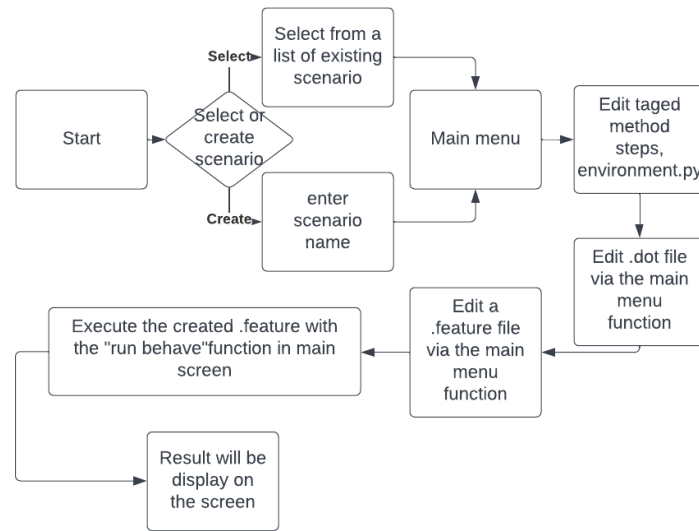 Start
Select or
create
scenario
Select
Select from a
list of existing
scenario
Create
enter
scenario
name
Main menu
Edit taged
method
steps,
environment.py
Edit .dot file
via the main
menu
function
Edit a
.feature file
via the main
menu
function
Execute the created .feature with
the "run behave"function in main
screen
Result will be
display on
the screen